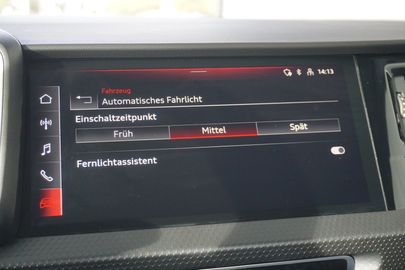 14:13
Fahrzeug
Automatisches Fahrlicht
Einschaltzeitpunkt
Früh Mittel Spät
Fernlichtassistent